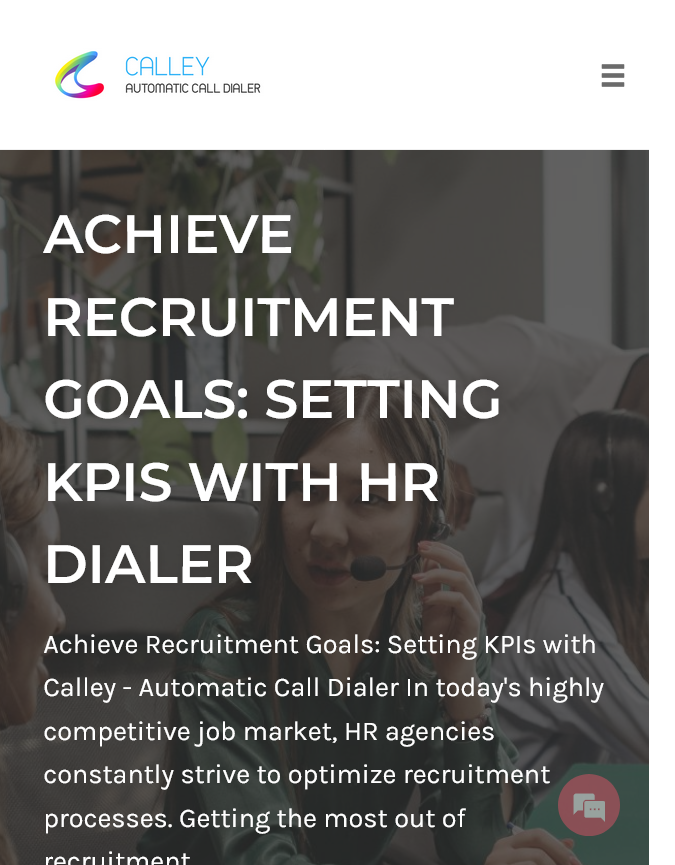 CALLEY
AUTOMATIC CALL DIALER
ACHIEVE
RECRUITMENT
GOALS: SETTING
KPIS WITH HR
DIALER
Achieve Recruitment Goals: Setting KPIs with
Calley - Automatic Call Dialer In today's highly
competitive job market, HR agencies
constantly strive to optimize recruitment
processes. Getting the most out of
recruitment